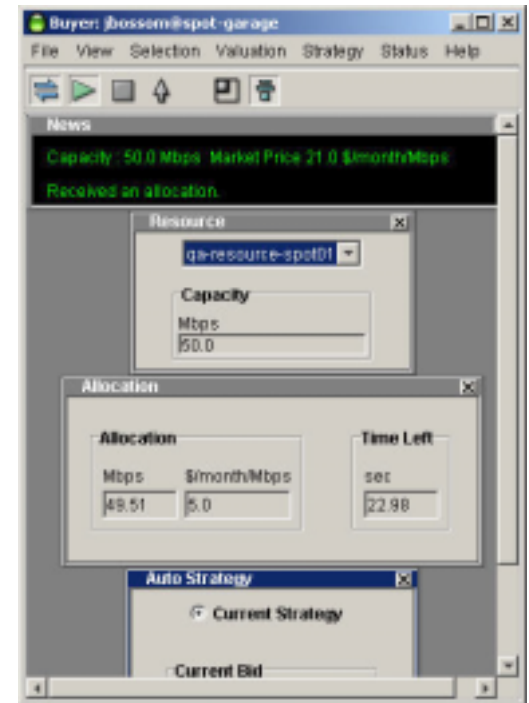 Buyer: jbossom@spot-garage
File View Selection Valuation Strategy Status Help
News
Capacity : 50.0 Mbps Market Price 21.0 $/month/Mbps
Received an allocation.
Resource
qa-resource-spot01
Capacity
Mbps
50.0
Allocation
Allocation Time Left
Mbps $/month/Mbps sec
49.51 5.0 22.98
Auto Strategy
Current Strategy
Current Bid